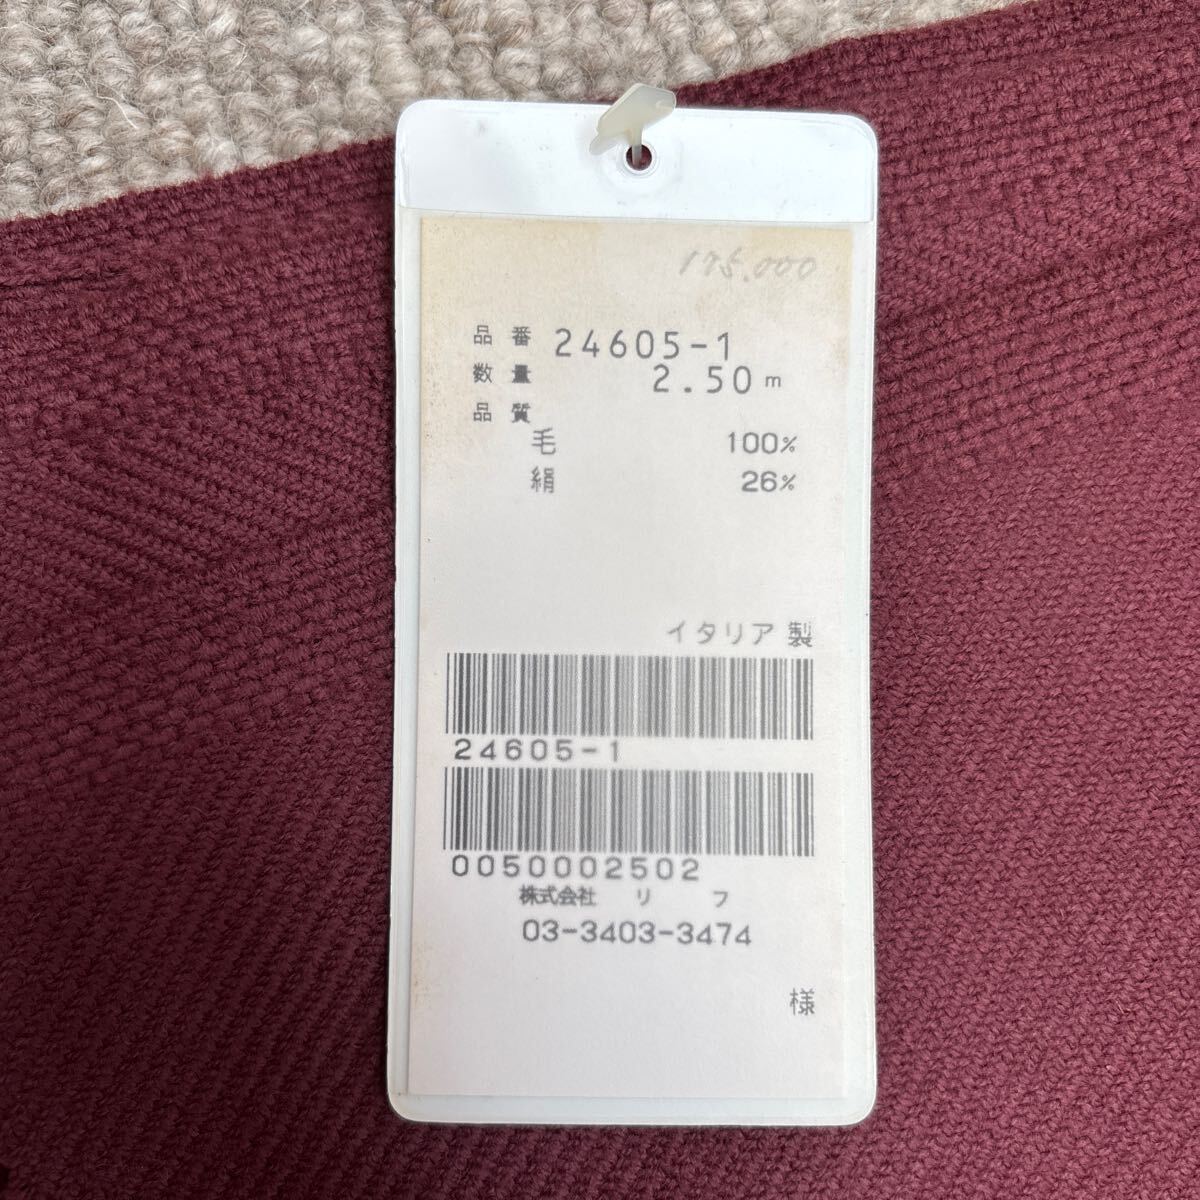 175.000
品番 24605-1
数量 2.50m
品質
毛 100%
絹 26%
イタリア製
24605-1
0050002502
株式会社 リフ
03-3403-3474
様